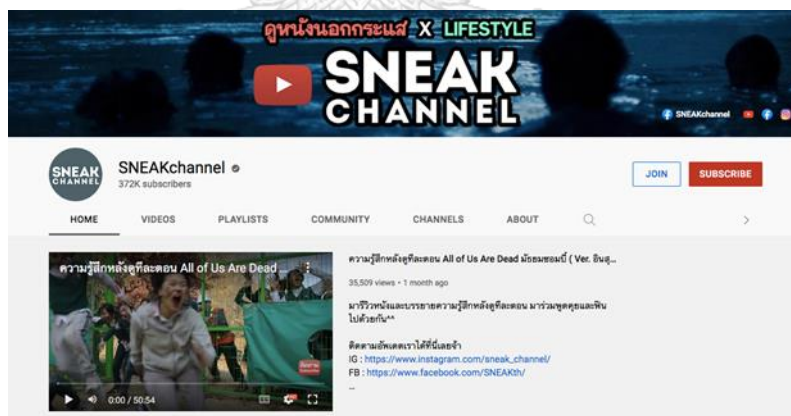 ดูหนังนอกกระแส X LIFESTYLE
SNEAK
CHANNEL
SNEAKchannel
SNEAK
CHANNEL
SNEAKchannel
372K subscribers
JOIN
SUBSCRIBE
HOME VIDEOS PLAYLISTS COMMUNITY CHANNELS ABOUT
ความรู้สึกหลังดูทีละตอน All of Us Are Dead ...
0:00 / 50:54
ความรู้สึกหลังดูทีละตอน All of Us Are Dead มัธยมซอมบี้ ( Ver. อินสุ...
35,509 views • 1 month ago
มารีวิวหนังและบรรยายความรู้สึกหลังดูทีละตอน มาร่วมพูดคุยและฟิน
ไปด้วยกัน^^
ติดตามอัพเดตเราได้ที่นี่เลยจ้า
IG : https://www.instagram.com/sneak_channel/
FB : https://www.facebook.com/SNEAKth/
...